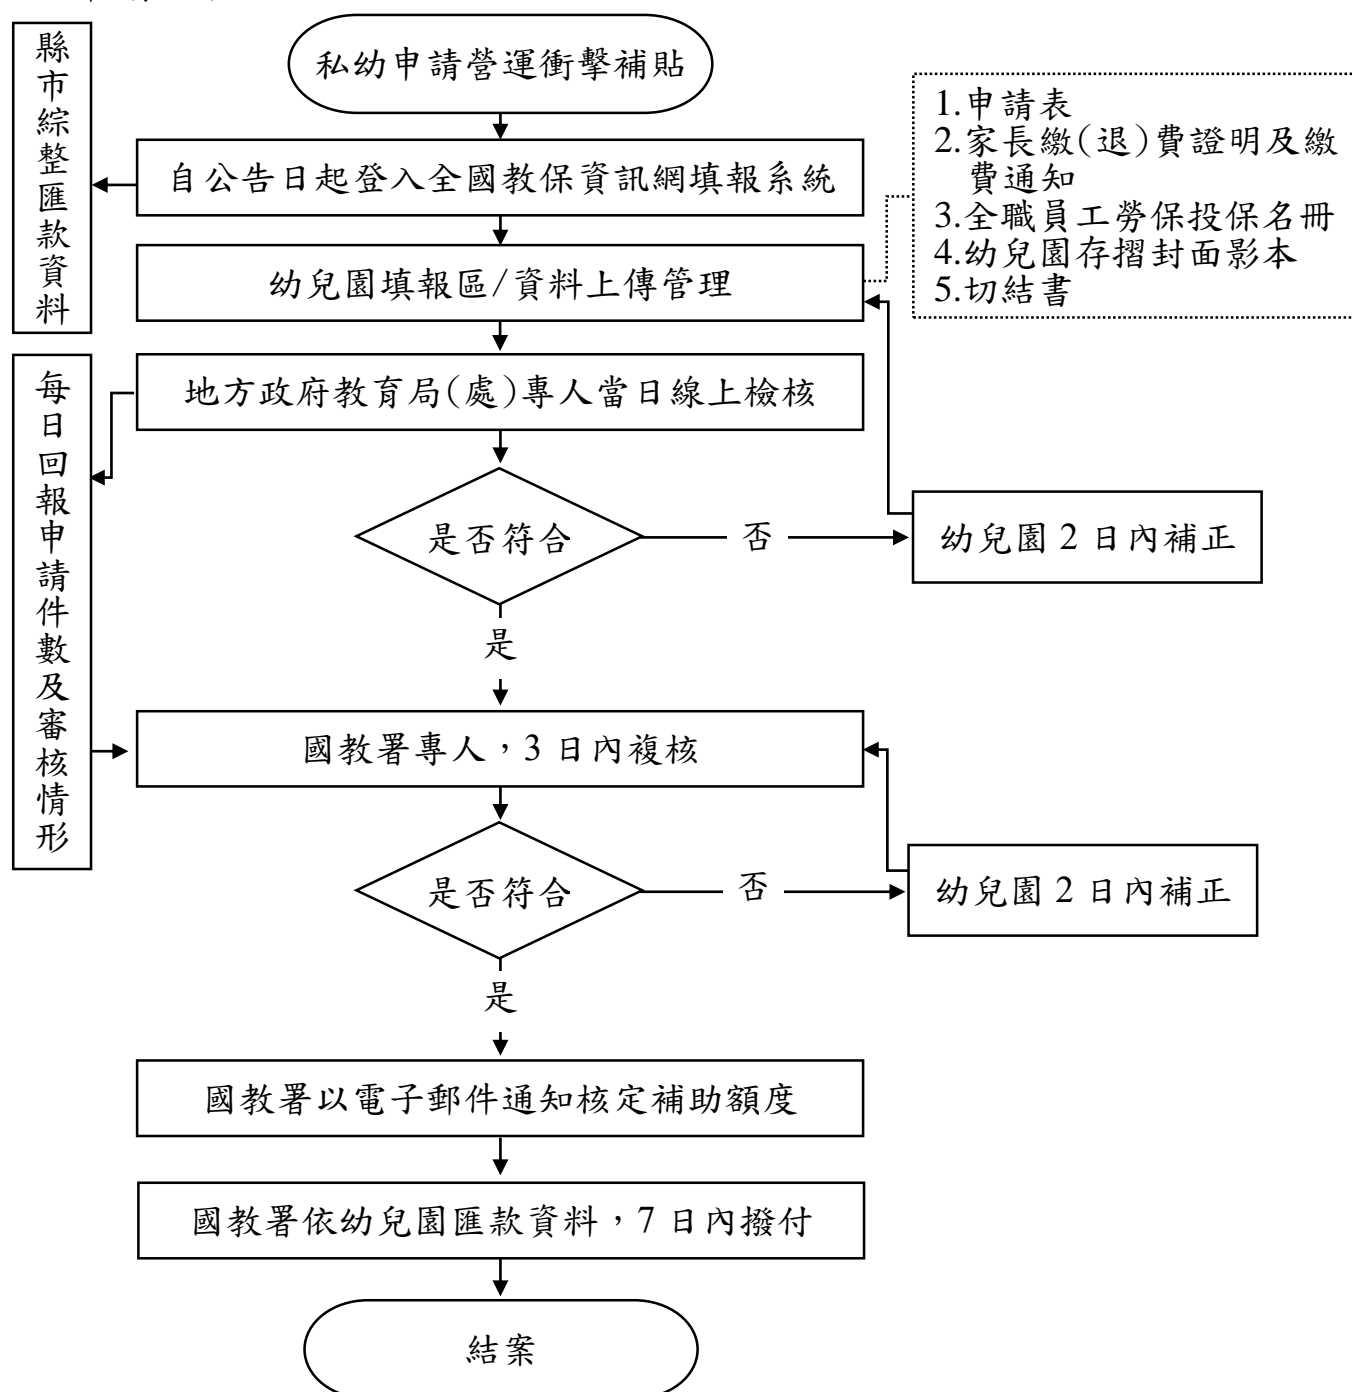 私幼申請營運衝擊補貼
縣市綜整匯款資料
自公告日起登入全國教保資訊網填報系統
1.申請表
2.家長繳(退)費證明及繳
費通知
3.全職員工勞保投保名冊
4.幼兒園存摺封面影本
5.切結書
幼兒園填報區/資料上傳管理
每日回報申請件數及審核情形
地方政府教育局(處)專人當日線上檢核
是否符合
否
幼兒園 2 日內補正
是
國教署專人，3 日內複核
是否符合
否
幼兒園 2 日內補正
是
國教署以電子郵件通知核定補助額度
國教署依幼兒園匯款資料，7 日內撥付
結案